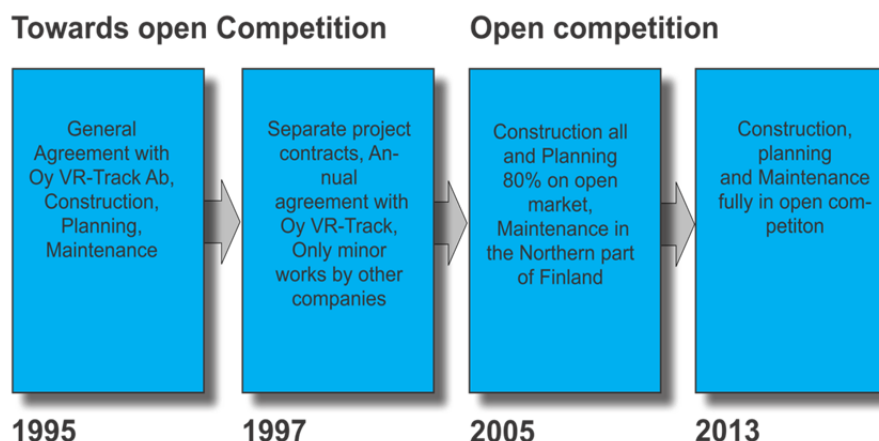 Towards open Competition
Open competition
General
Agreement with
Oy VR-Track Ab,
Construction,
Planning,
Maintenance
Separate project
contracts, An-
nual
agreement with
Oy VR-Track,
Only minor
works by other
companies
Construction all
and Planning
80% on open
market,
Maintenance in
the Northern part
of Finland
Construction,
planning
and Maintenance
fully in open com-
petiton
1995
1997
2005
2013